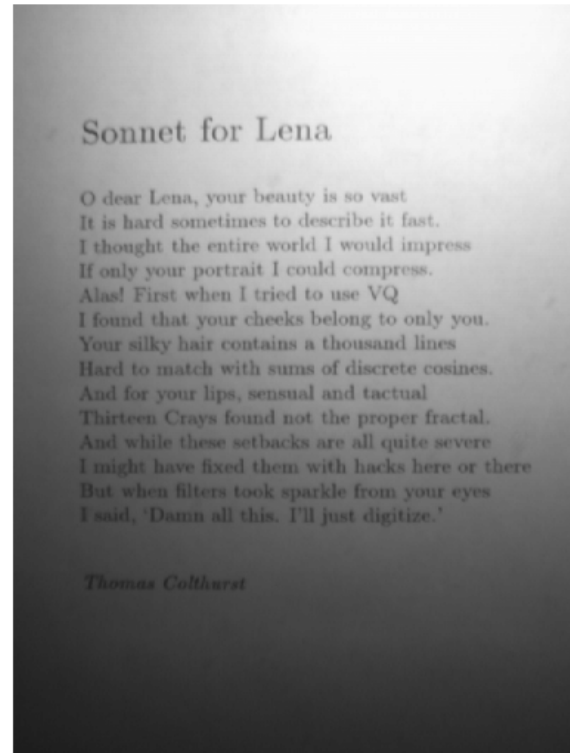 Sonnet for Lena
O dear Lena, your beauty is so vast
It is hard sometimes to describe it fast.
I thought the entire world I would impress
If only your portrait I could compress.
Alas! First when I tried to use VQ
I found that your cheeks belong to only you.
Your silky hair contains a thousand lines
Hard to match with sums of discrete cosines.
And for your lips, sensual and tactual
Thirteen Crays found not the proper fractal.
And while these setbacks are all quite severe
I might have fixed them with hacks here or there
But when filters took sparkle from your eyes
I said, ‘Damn all this. I'll just digitize.’
Thomas Colthurst